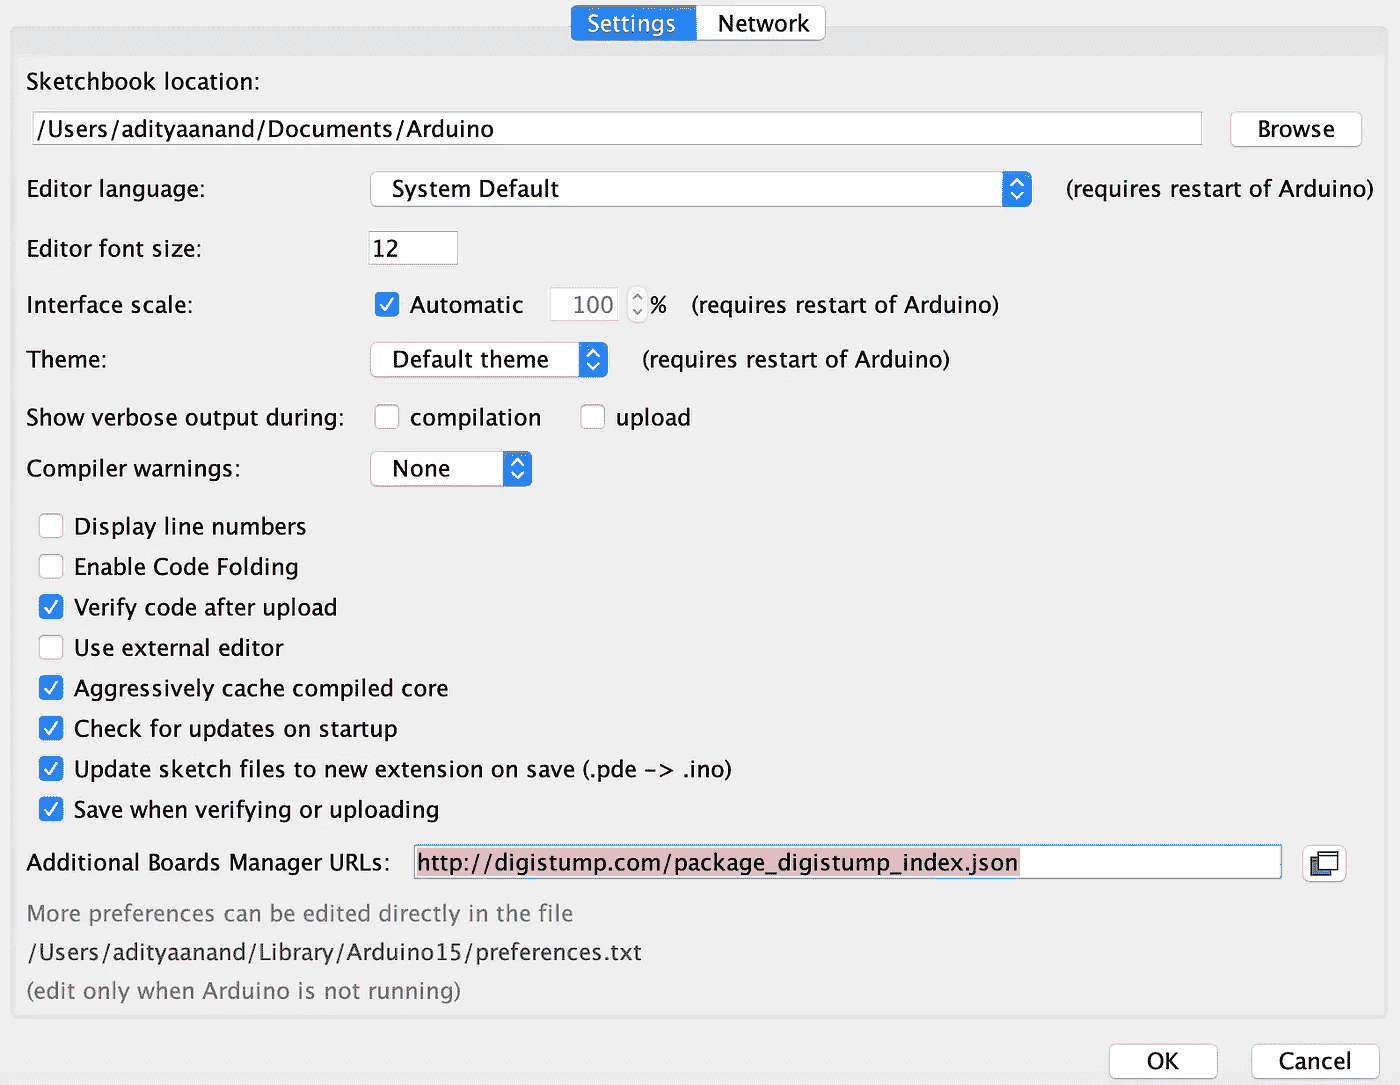 Settings Network
Sketchbook location:
/Users/adityaanand/Documents/Arduino Browse
Editor language: System Default (requires restart of Arduino)
Editor font size: 12
Interface scale: Automatic 100 % (requires restart of Arduino)
Theme: Default theme (requires restart of Arduino)
Show verbose output during: compilation upload
Compiler warnings: None
Display line numbers
Enable Code Folding
Verify code after upload
Use external editor
Aggressively cache compiled core
Check for updates on startup
Update sketch files to new extension on save (.pde -> .ino)
Save when verifying or uploading
Additional Boards Manager URLs: http://digistump.com/package_digistump_index.json
More preferences can be edited directly in the file
/Users/adityaanand/Library/Arduino15/preferences.txt
(edit only when Arduino is not running)
OK Cancel